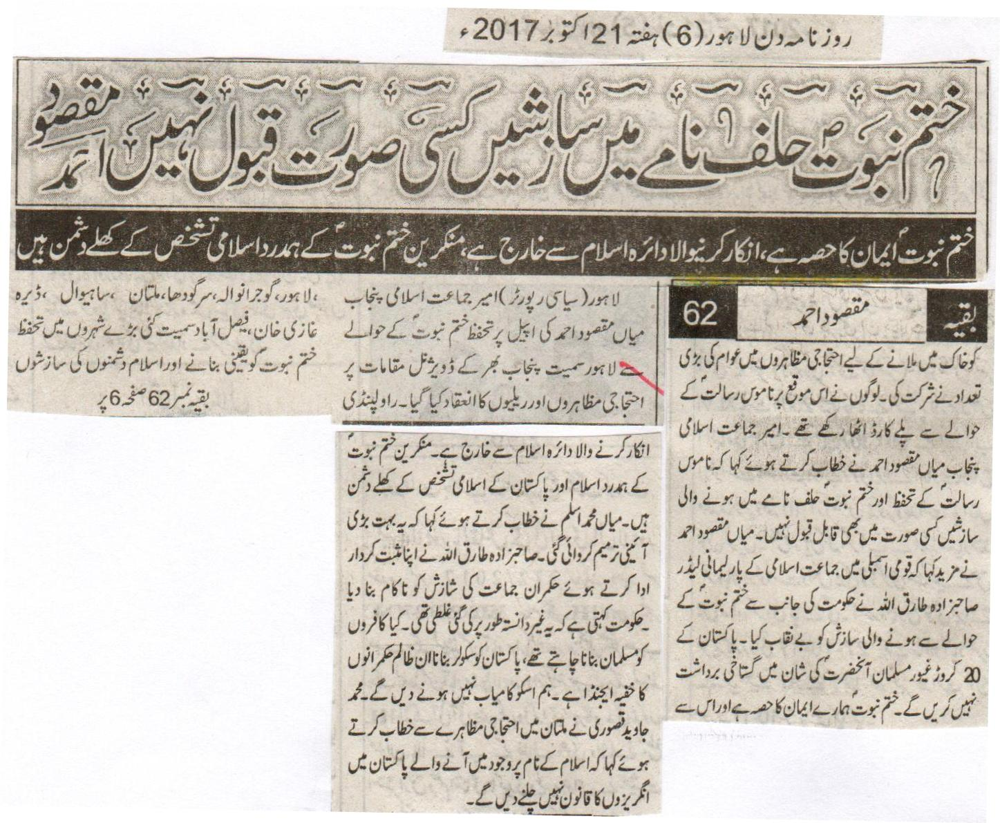 روزنامہ دن لاہور (6) ہفتہ 21 اکتوبر 2017ء
ختم نبوتؐ حلف نامے میں سازشیں کسی صورت قبول نہیں مقصود احمد
ختم نبوتؐ ایمان کا حصہ ہے، انکار کرنیوالا دائرہ اسلام سے خارج ہے، منکرین ختم نبوتؐ کے ہمدرد اسلامی تشخص کے کھلے دشمن ہیں
لاہور (سیاسی رپورٹر) امیر جماعت اسلامی پنجاب
میاں مقصود احمد کی اپیل پر تحفظ ختم نبوتؐ کے حوالے
سے لاہور سمیت پنجاب بھر کے ڈویژنل مقامات پر
احتجاجی مظاہروں اور ریلیوں کا انعقاد کیا گیا۔ راولپنڈی
،لاہور، گوجرانوالہ، سرگودھا، ملتان ،ساہیوال ،ڈیرہ
غازی خان، فیصل آباد سمیت کئی بڑے شہروں میں تحفظ
ختم نبوتؐ کو یقینی بنانے اور اسلام دشمنوں کی سازشوں
بقیہ نمبر 62 صفحہ 6 پر
بقیہ مقصود احمد 62
کو خاک میں ملانے کے لیے احتجاجی مظاہروں میں عوام کی بڑی
تعداد نے شرکت کی۔ لوگوں نے اس موقع پر ناموس رسالتؐ کے
حوالے سے پلے کارڈ اٹھا رکھے تھے ۔ امیر جماعت اسلامی
پنجاب میاں مقصود احمد نے خطاب کرتے ہوئے کہا کہ ناموس
رسالتؐ کے تحفظ اور ختم نبوتؐ حلف نامے میں ہونے والی
سازشیں کسی صورت میں بھی قابل قبول نہیں۔ میاں مقصود احمد
نے مزید کہا کہ قومی اسمبلی میں جماعت اسلامی کے پارلیمانی لیڈر
صاحبزادہ طارق اللہ نے حکومت کی جانب سے ختم نبوتؐ کے
حوالے سے ہونے والی سازش کو بے نقاب کیا۔ پاکستان کے
20 کروڑ غیور مسلمان آنحضرتؐ کی شان میں گستاخی برداشت
نہیں کریں گے۔ ختم نبوتؐ ہمارے ایمان کا حصہ ہے اور اس سے
انکار کرنے والا دائرہ اسلام سے خارج ہے۔ منکرین ختم نبوتؐ
کے ہمدرد اسلام اور پاکستان کے اسلامی تشخص کے کھلے دشمن
ہیں۔ میاں محمد اسلم نے خطاب کرتے ہوئے کہا کہ یہ بہت بڑی
آئینی ترمیم کروائی گئی۔ صاحبزادہ طارق اللہ نے اپنا مثبت کردار
ادا کرتے ہوئے حکمران جماعت کی شازش کو ناکام بنا دیا
۔ حکومت کہتی ہے کہ یہ غیر دانستہ طور پر کی گئی غلطی تھی۔ کیا کافروں
کو مسلمان بنانا چاہتے تھے، پاکستان کو سکولر بنانا ان ظالم حکمرانوں
کا خفیہ ایجنڈا ہے ۔ ہم اسکو کامیاب نہیں ہونے دیں گے۔ محمد
جاوید قصوری نے ملتان میں احتجاجی مظاہرے سے خطاب کرتے
ہوئے کہا کہ اسلام کے نام پر وجود میں آنے والے پاکستان میں
انگریزوں کا قانون نہیں چلنے دیں گے۔